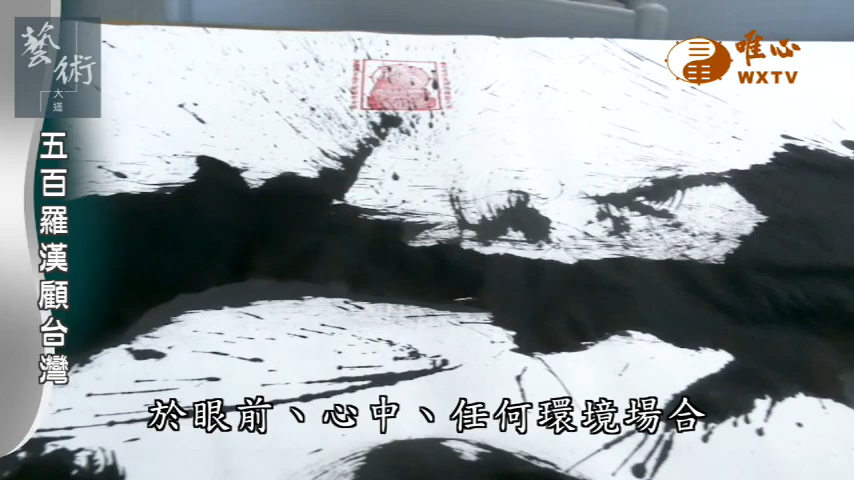 藝術
大道
唯心
WXTV
五百羅漢顧台灣
於眼前、心中、任何環境場合